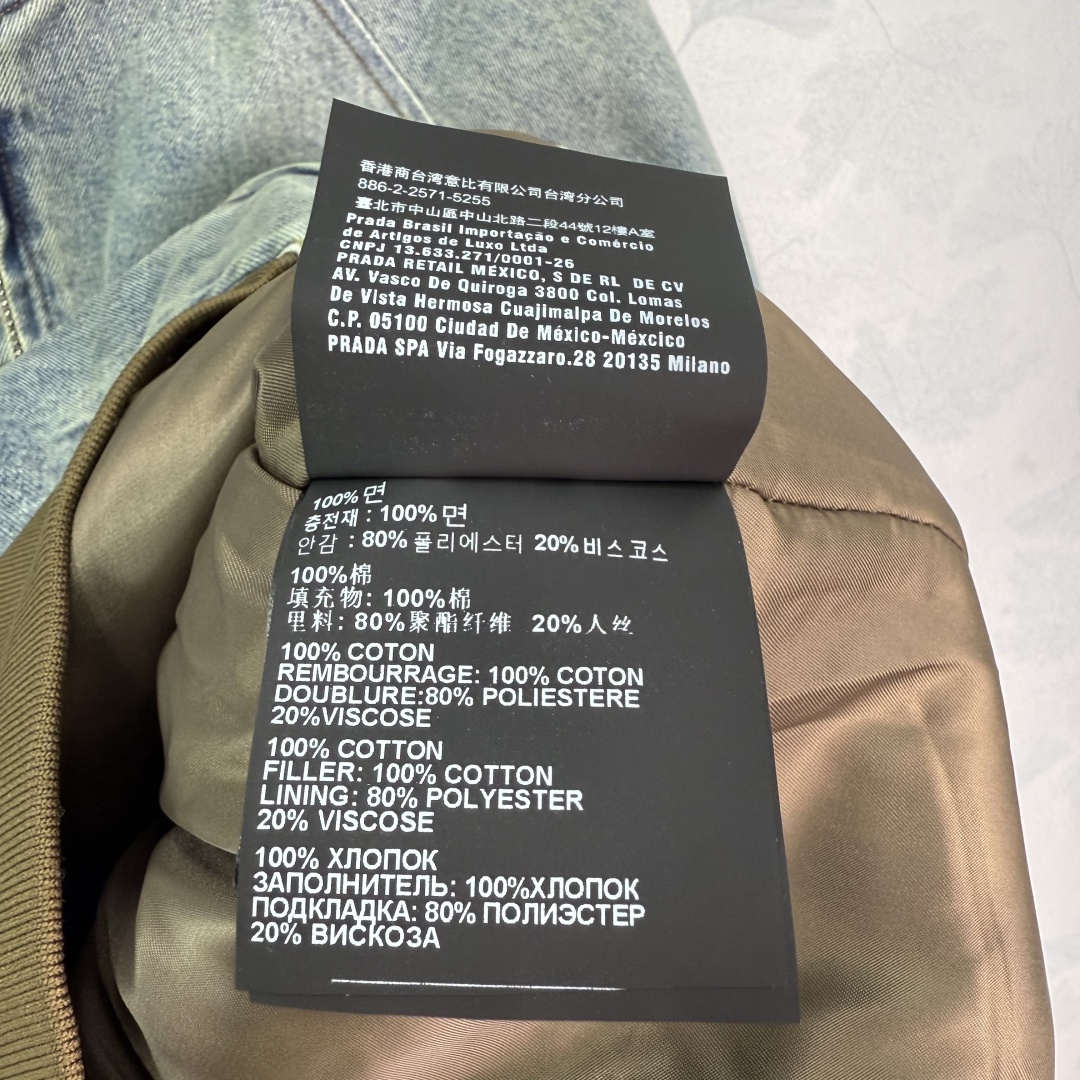 香港商台湾意比有限公司台湾分公司
886-2-2571-5255
臺北市中山區中山北路二段44號12樓A室
Prada Brasil Importação e Comércio
de Artigos de Luxo Ltda
CNPJ 13.633.271/0001-26
PRADA RETAIL MÉXICO, S DE RL DE CV
AV. Vasco De Quiroga 3800 Col. Lomas
De Vista Hermosa Cuajimalpa De Morelos
C.P. 05100 Ciudad De México-Méxcico
PRADA SPA Via Fogazzaro.28 20135 Milano
100% 면
충전재 : 100% 면
안감 : 80% 폴리에스터 20% 비스코스
100%棉
填充物: 100%棉
里料: 80%聚酯纤维 20%人丝
100% COTON
REMBOURRAGE: 100% COTON
DOUBLURE:80% POLIESTERE
20%VISCOSE
100% COTTON
FILLER: 100% COTTON
LINING: 80% POLYESTER
20% VISCOSE
100% ХЛОПОК
ЗАПОЛНИТЕЛЬ: 100%ХЛОПОК
ПОДКЛАДКА: 80% ПОЛИЭСТЕР
20% ВИСКОЗА